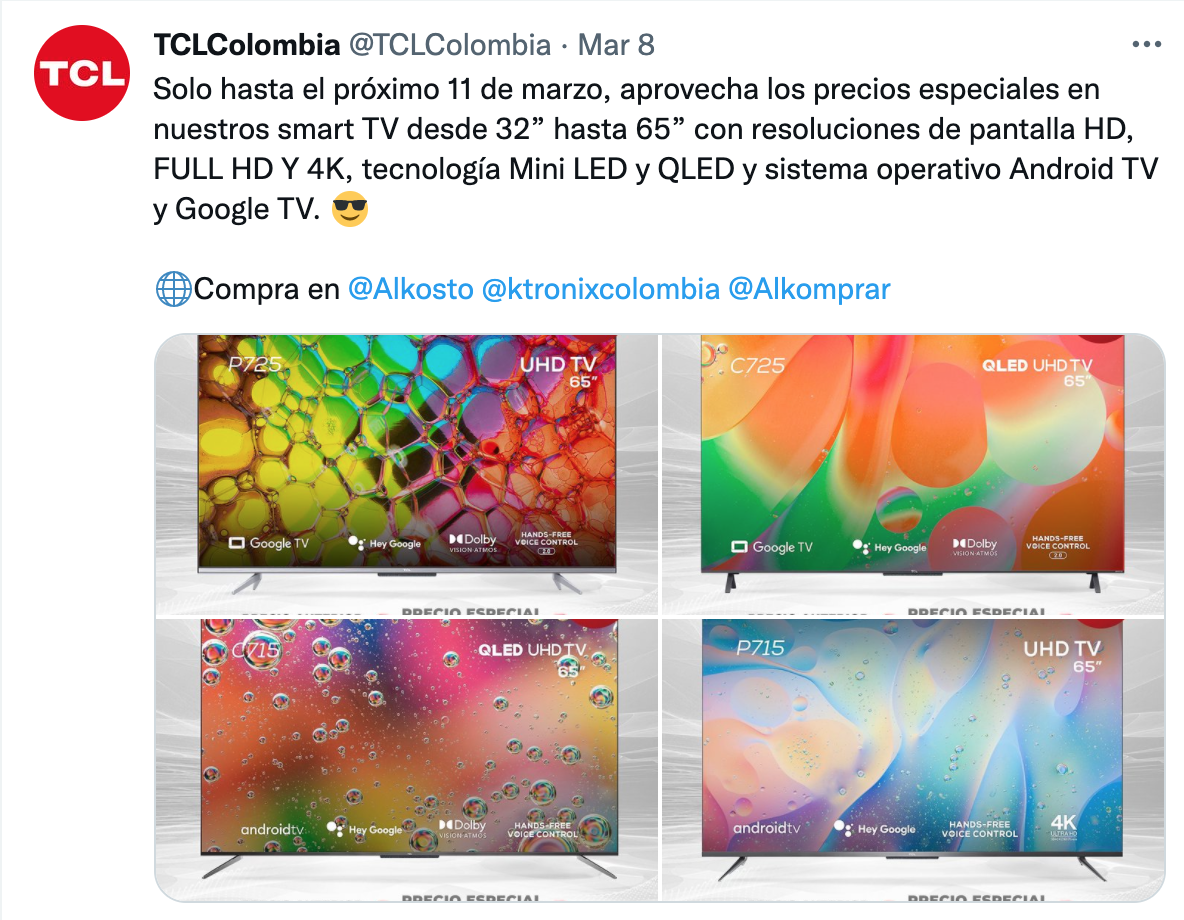 TCLColombia @TCLColombia · Mar 8
TCL
Solo hasta el próximo 11 de marzo, aprovecha los precios especiales en
nuestros smart TV desde 32” hasta 65” con resoluciones de pantalla HD,
FULL HD Y 4K, tecnología Mini LED y QLED y sistema operativo Android TV
y Google TV. 😎
🌐Compra en @Alkosto @ktronixcolombia @Alkomprar
P725
UHD TV
65”
Google TV
Hey Google
Dolby
VISION·ATMOS
HANDS-FREE
VOICE CONTROL
2.0
PRECIO ESPECIAL
C725
QLED UHD TV
65”
Google TV
Hey Google
Dolby
VISION·ATMOS
HANDS-FREE
VOICE CONTROL
2.0
PRECIO ESPECIAL
C715
QLED UHD TV
65”
androidtv
Hey Google
Dolby
VISION·ATMOS
HANDS-FREE
VOICE CONTROL
PRECIO ESPECIAL
P715
UHD TV
65”
androidtv
Hey Google
HANDS-FREE
VOICE CONTROL
4K
ULTRA HD
PRECIO ESPECIAL